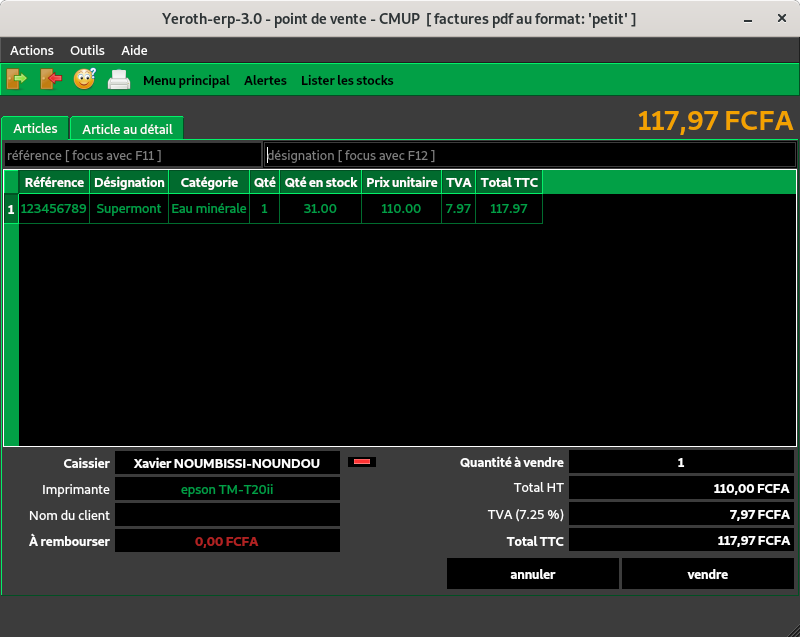 Yeroth-erp-3.0 - point de vente - CMUP [ factures pdf au format: 'petit' ]
Actions Outils Aide
Menu principal Alertes Lister les stocks
117,97 FCFA
Articles Article au détail
référence [ focus avec F11 ] désignation [ focus avec F12 ]
Référence Désignation Catégorie Qté Qté en stock Prix unitaire TVA Total TTC
1 123456789 Supermont Eau minérale 1 31.00 110.00 7.97 117.97
Caissier Xavier NOUMBISSI-NOUNDOU Quantité à vendre 1
Imprimante epson TM-T20ii Total HT 110,00 FCFA
Nom du client TVA (7.25 %) 7,97 FCFA
À rembourser 0,00 FCFA Total TTC 117,97 FCFA
annuler vendre